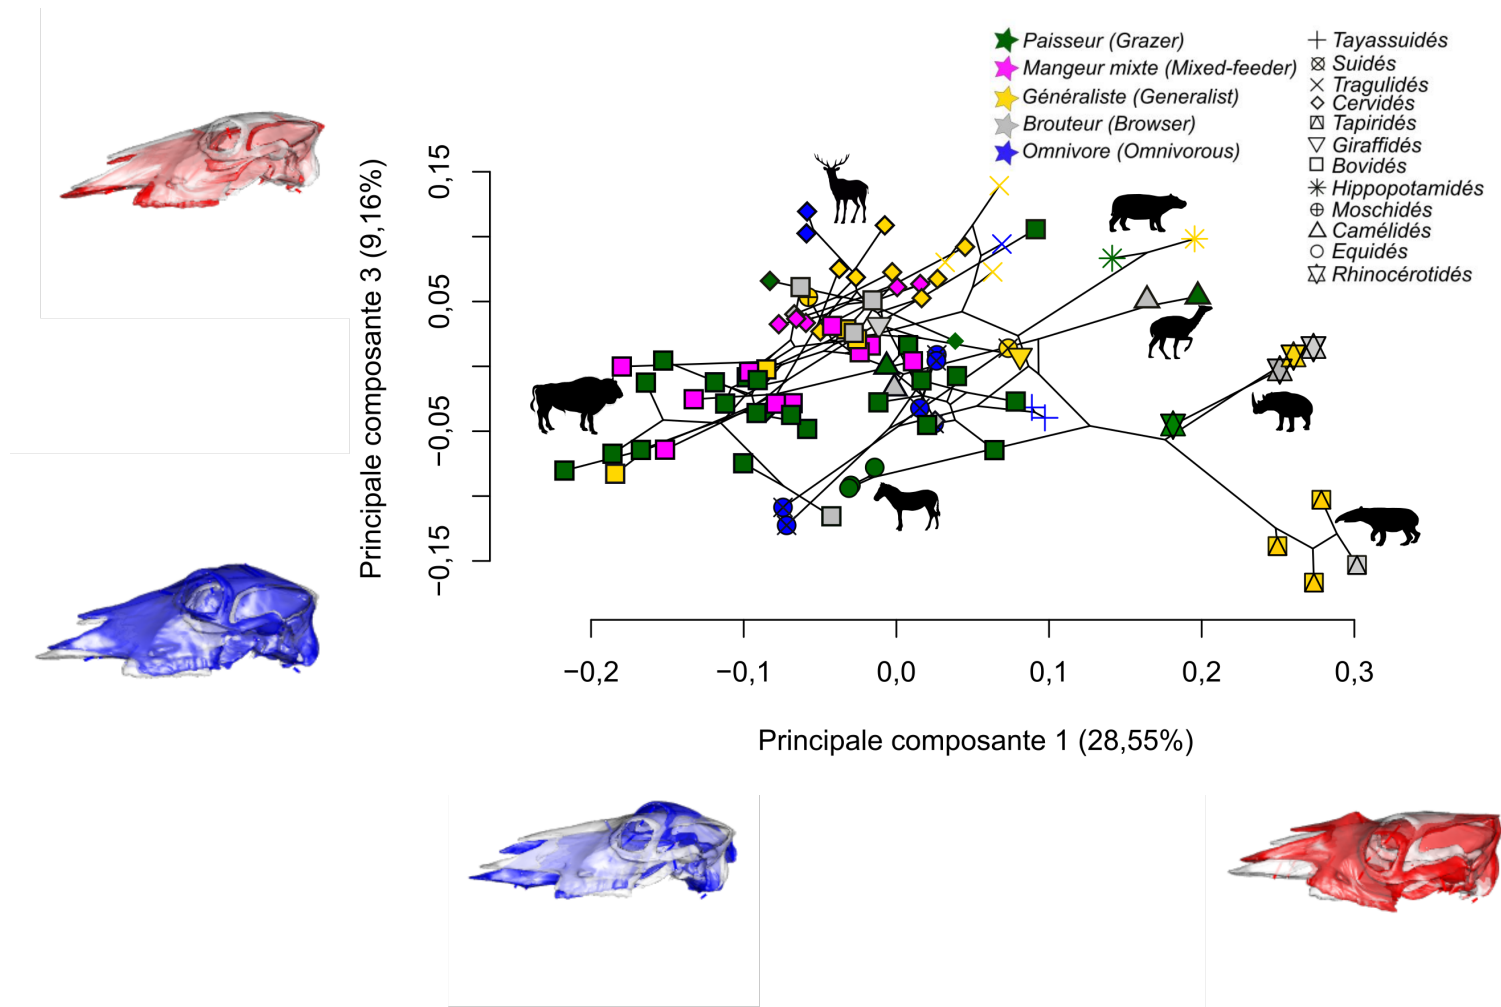 Paisseur (Grazer)
Mangeur mixte (Mixed-feeder)
Généraliste (Generalist)
Brouteur (Browser)
Omnivore (Omnivorous)
Tayassuidés
Suidés
Tragulidés
Cervidés
Tapiridés
Giraffidés
Bovidés
Hippopotamidés
Moschidés
Camélidés
Equidés
Rhinocérotidés
Principale composante 3 (9,16%)
0,15
0,05
−0,05
−0,15
−0,2
−0,1
0,0
0,1
0,2
0,3
Principale composante 1 (28,55%)